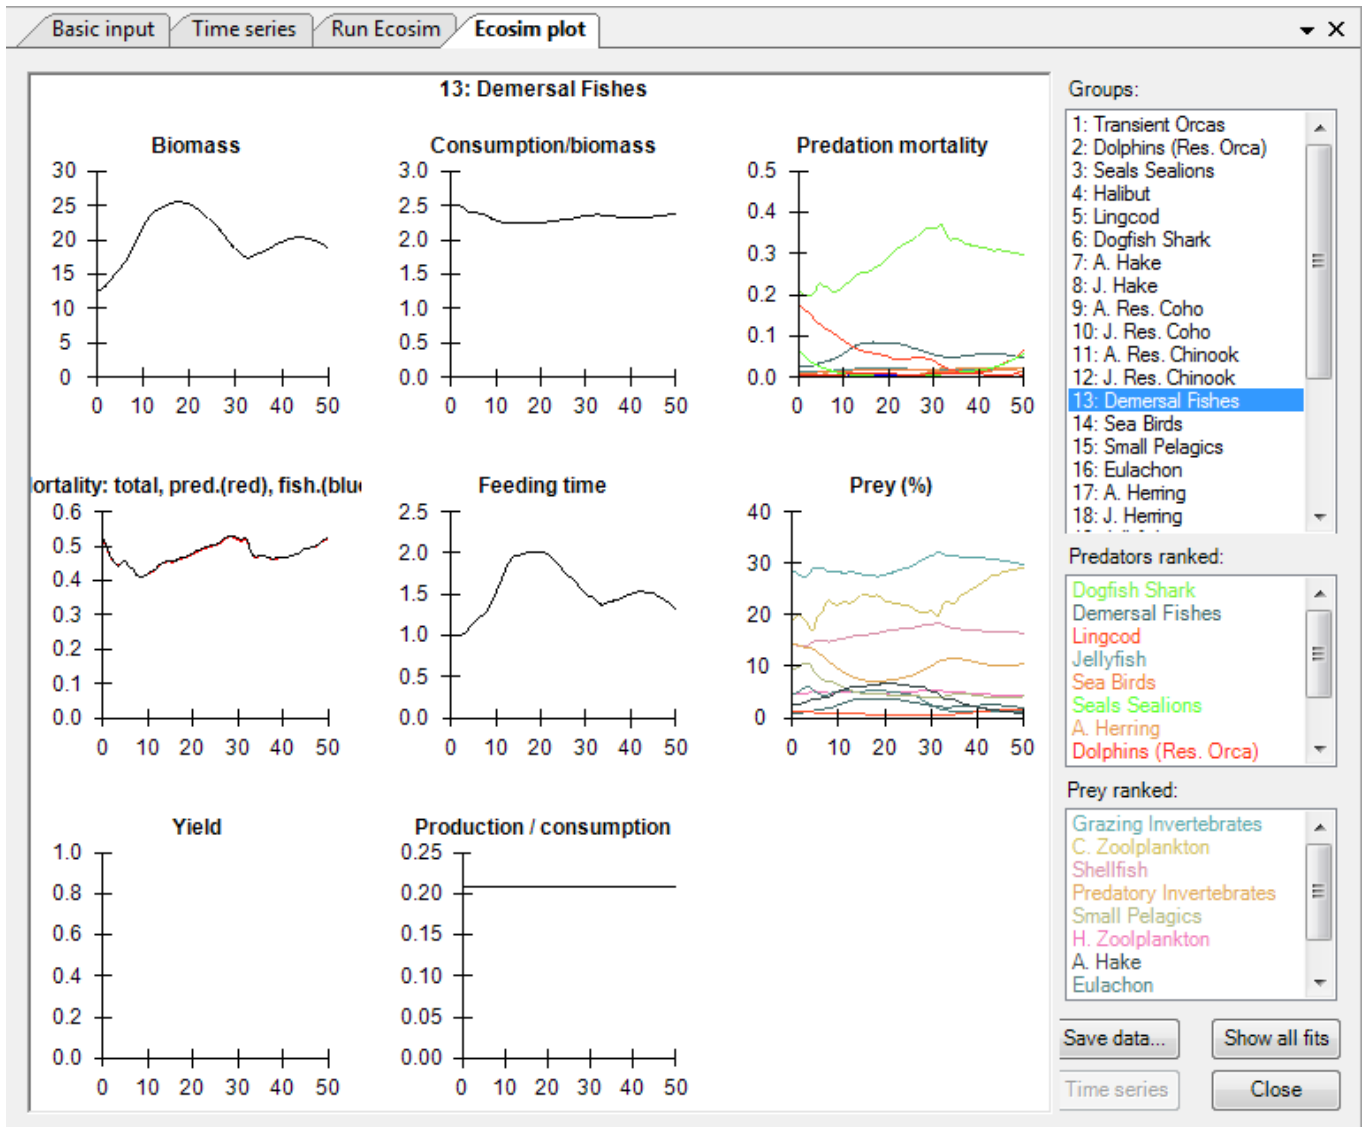 Basic input Time series Run Ecosim Ecosim plot
13: Demersal Fishes
Biomass Consumption/biomass Predation mortality
30 3.0 0.5
25 2.5 0.4
20 2.0 0.3
15 1.5 0.2
10 1.0 0.1
5 0.5 0.0
0 0.0
0 10 20 30 40 50 0 10 20 30 40 50 0 10 20 30 40 50
ortality: total, pred.(red), fish.(blu Feeding time Prey (%)
0.6 2.5 40
0.5 2.0 30
0.4 1.5 20
0.3 1.0 10
0.2 0.5 0
0.1 0.0
0.0
0 10 20 30 40 50 0 10 20 30 40 50 0 10 20 30 40 50
Yield Production / consumption
1.0 0.25
0.8 0.20
0.6 0.15
0.4 0.10
0.2 0.05
0.0 0.00
0 10 20 30 40 50 0 10 20 30 40 50
Groups:
1: Transient Orcas
2: Dolphins (Res. Orca)
3: Seals Sealions
4: Halibut
5: Lingcod
6: Dogfish Shark
7: A. Hake
8: J. Hake
9: A. Res. Coho
10: J. Res. Coho
11: A. Res. Chinook
12: J. Res. Chinook
13: Demersal Fishes
14: Sea Birds
15: Small Pelagics
16: Eulachon
17: A. Herring
18: J. Herring
Predators ranked:
Dogfish Shark
Demersal Fishes
Lingcod
Jellyfish
Sea Birds
Seals Sealions
A. Herring
Dolphins (Res. Orca)
Prey ranked:
Grazing Invertebrates
C. Zoolplankton
Shellfish
Predatory Invertebrates
Small Pelagics
H. Zoolplankton
A. Hake
Eulachon
Save data... Show all fits
Time series Close